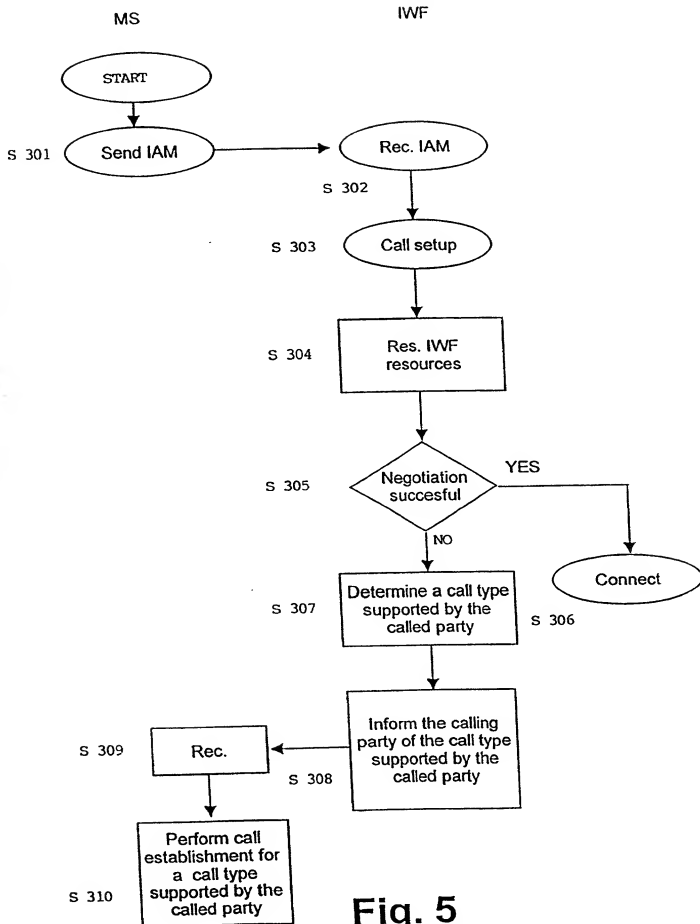 MS
IWF
START
S 301
Send IAM
Rec. IAM
S 302
S 303
Call setup
S 304
Res. IWF
resources
S 305
Negotiation
succesful
YES
NO
Connect
S 306
S 307
Determine a call type
supported by the
called party
Inform the calling
party of the call type
supported by the
called party
S 308
S 309
Rec.
S 310
Perform call
establishment for
a call type
supported by the
called party
Fig. 5